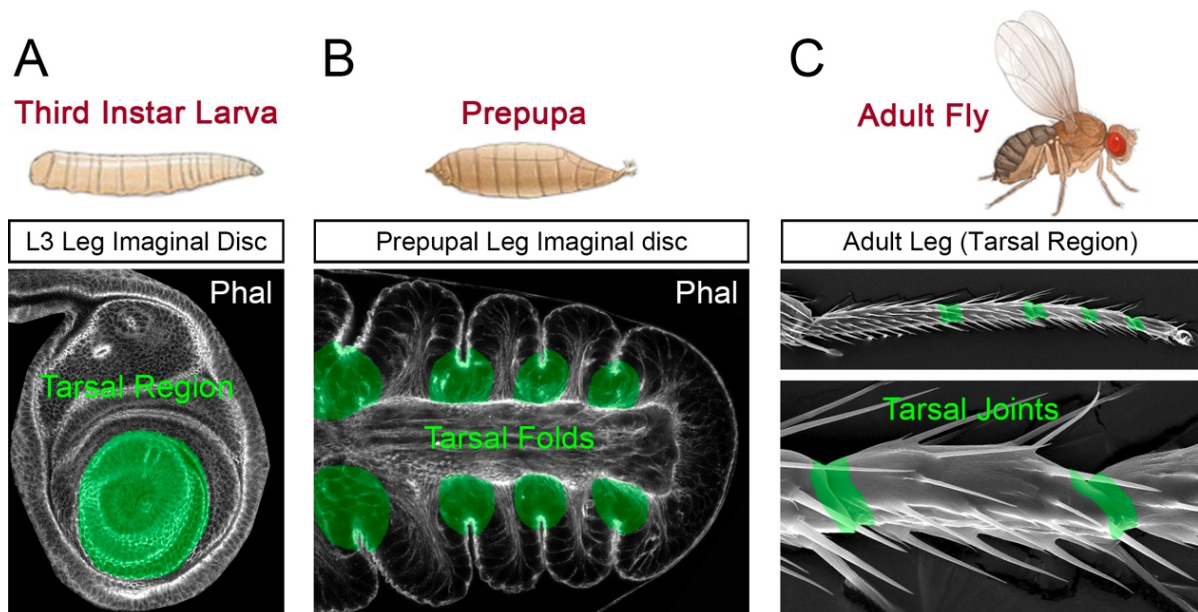 A
Third Instar Larva
L3 Leg Imaginal Disc
Phal
Tarsal Region
B
Prepupa
Prepupal Leg Imaginal disc
Phal
Tarsal Folds
C
Adult Fly
Adult Leg (Tarsal Region)
Tarsal Joints